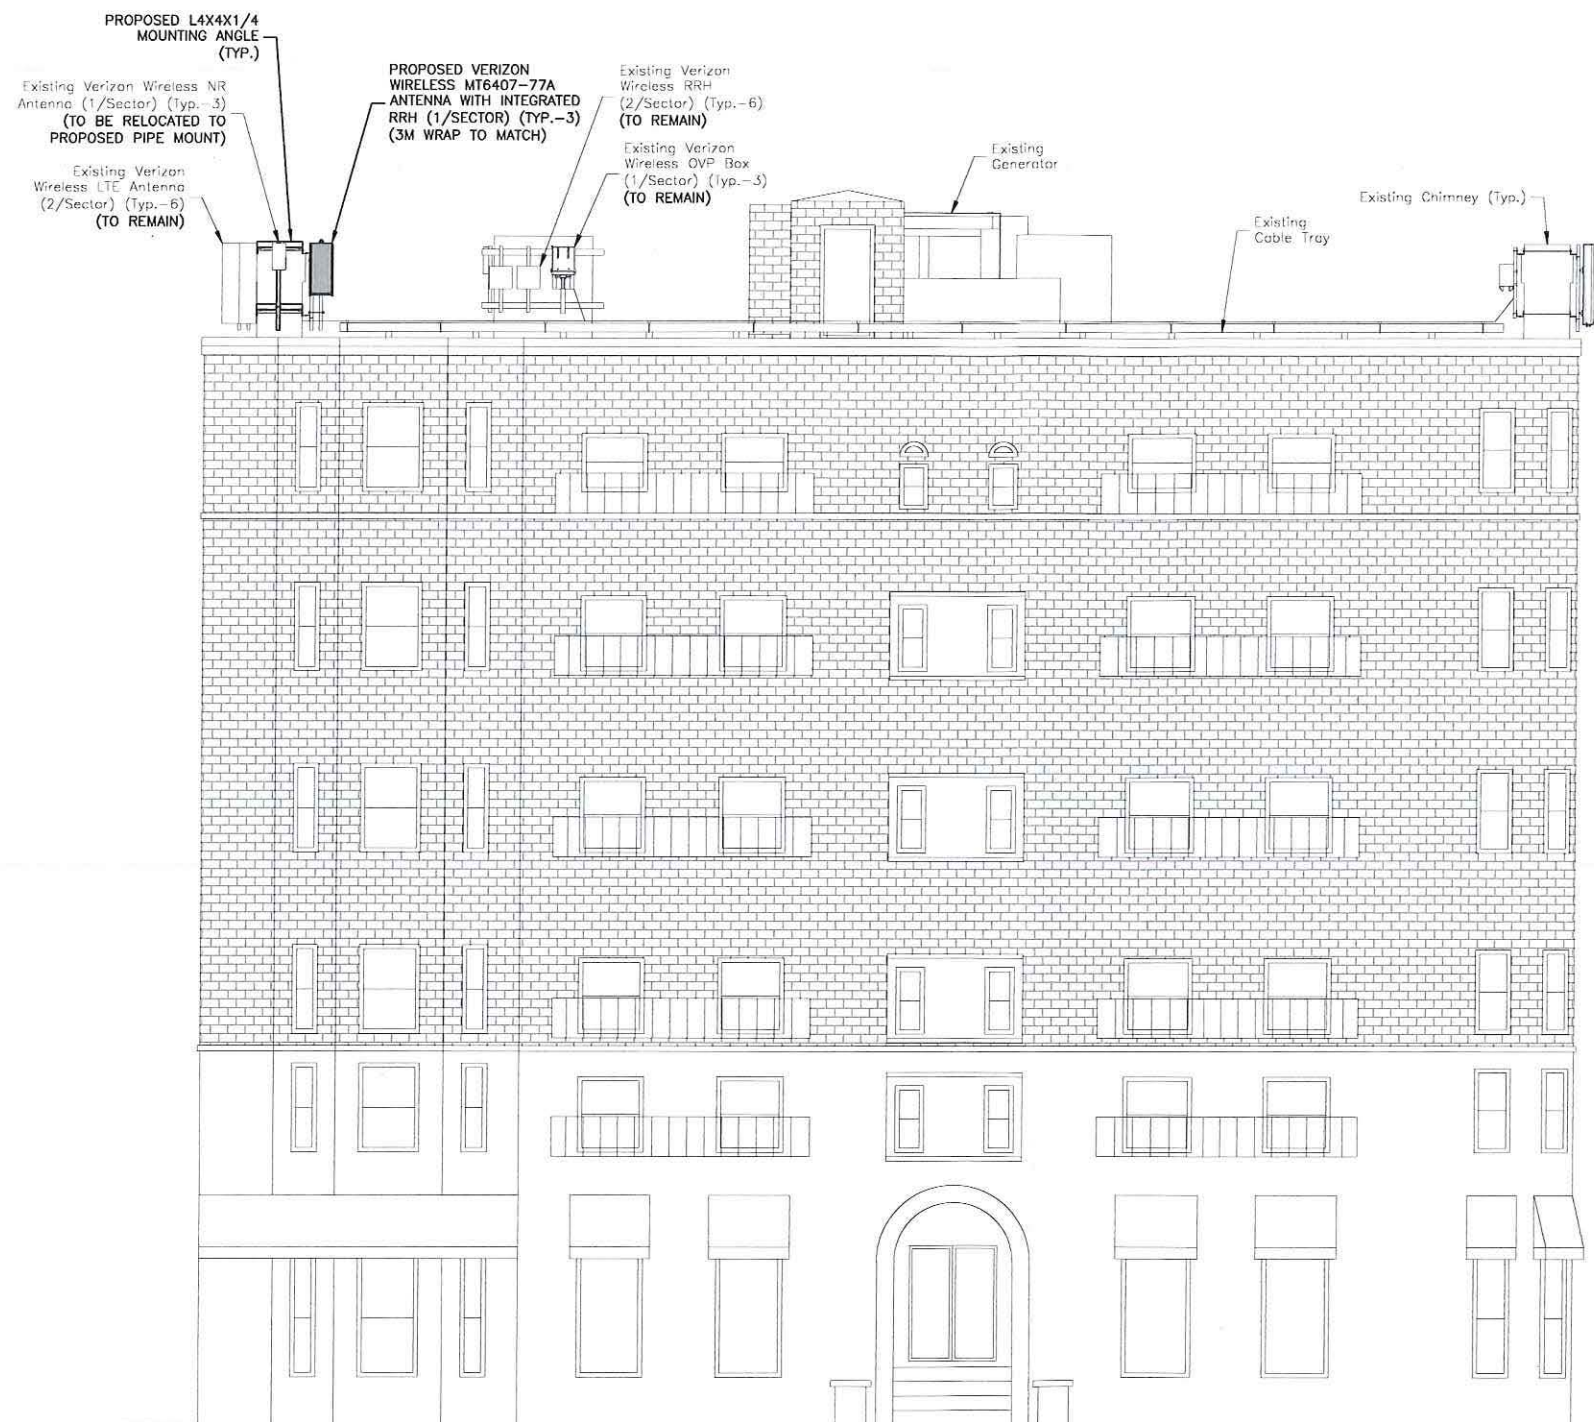 PROPOSED L4X4X1/4
MOUNTING ANGLE
(TYP.)
Existing Verizon Wireless NR
Antenna (1/Sector) (Typ.-3)
(TO BE RELOCATED TO
PROPOSED PIPE MOUNT)
Existing Verizon
Wireless LTE Antenna
(2/Sector) (Typ.-6)
(TO REMAIN)
PROPOSED VERIZON
WIRELESS MT6407-77A
ANTENNA WITH INTEGRATED
RRH (1/SECTOR) (TYP.-3)
(3M WRAP TO MATCH)
Existing Verizon
Wireless RRH
(2/Sector) (Typ.-6)
(TO REMAIN)
Existing Verizon
Wireless OVP Box
(1/Sector) (Typ.-3)
(TO REMAIN)
Existing
Generator
Existing
Cable Tray
Existing Chimney (Typ.)